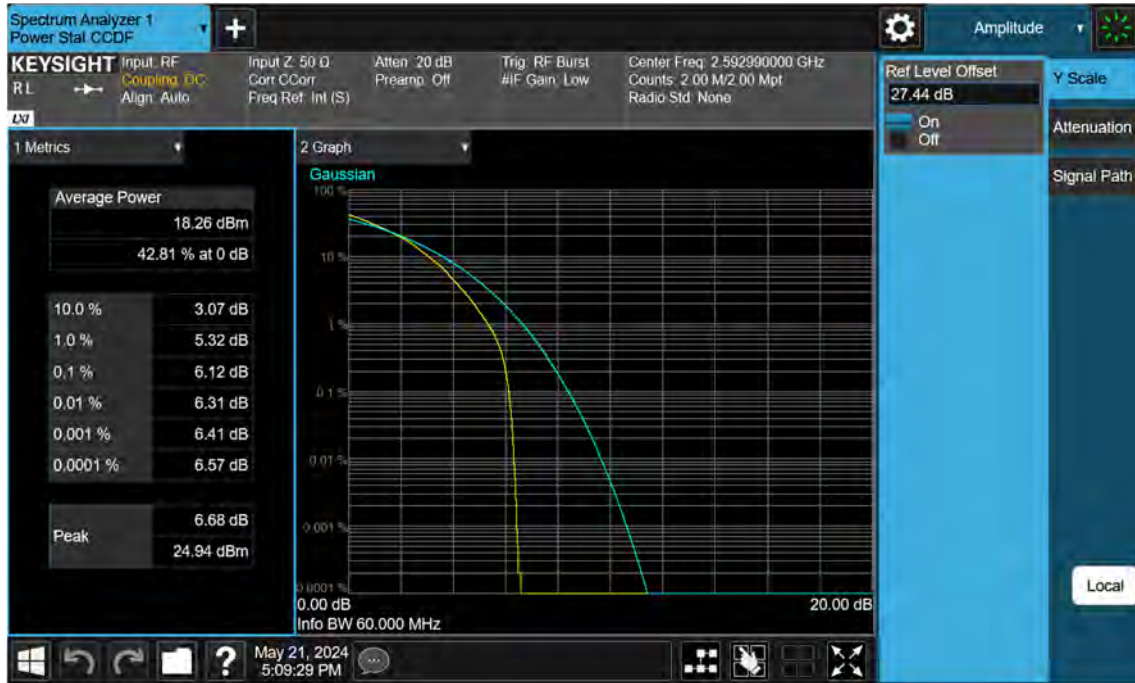 Spectrum Analyzer 1
Power Stat CCDF
+
Amplitude
KEYSIGHT
RL
LXI
Input: RF
Coupling: DC
Align: Auto
Input Z: 50 Ω
Corr CCorr
Freq Ref: Int (S)
Atten: 20 dB
Preamp: Off
Trig: RF Burst
#IF Gain: Low
Center Freq: 2.592990000 GHz
Counts: 2.00 M/2.00 Mpt
Radio Std: None
Ref Level Offset
27.44 dB
On
Off
Y Scale
Attenuation
Signal Path
1 Metrics
Average Power
18.26 dBm
42.81 % at 0 dB
10.0 % 3.07 dB
1.0 % 5.32 dB
0.1 % 6.12 dB
0.01 % 6.31 dB
0.001 % 6.41 dB
0.0001 % 6.57 dB
Peak
6.68 dB
24.94 dBm
2 Graph
Gaussian
100 %
10 %
1 %
0.1 %
0.01 %
0.001 %
0.0001 %
0.00 dB 20.00 dB
Info BW 60.000 MHz
Local
?
May 21, 2024
5:09:29 PM